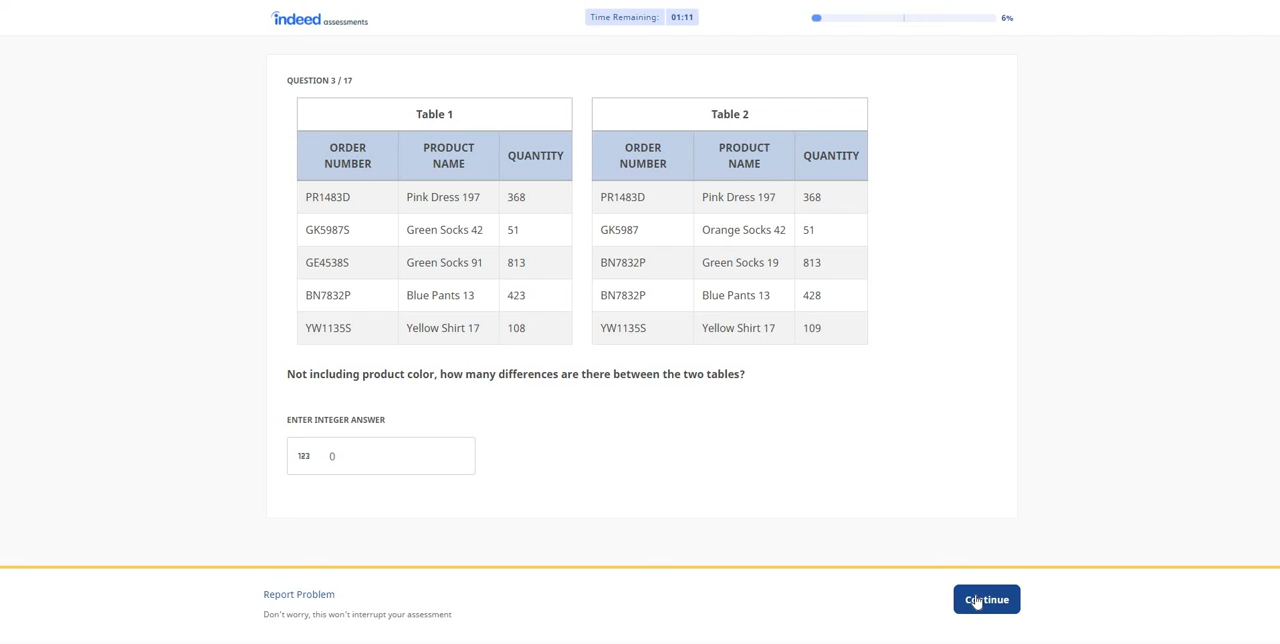 indeed assessments
Time Remaining: 01:11
6%
QUESTION 3 / 17
Table 1
ORDER NUMBER PRODUCT NAME QUANTITY
PR1483D Pink Dress 197 368
GK5987S Green Socks 42 51
GE4538S Green Socks 91 813
BN7832P Blue Pants 13 423
YW1135S Yellow Shirt 17 108
Table 2
ORDER NUMBER PRODUCT NAME QUANTITY
PR1483D Pink Dress 197 368
GK5987 Orange Socks 42 51
BN7832P Green Socks 19 813
BN7832P Blue Pants 13 428
YW1135S Yellow Shirt 17 109
Not including product color, how many differences are there between the two tables?
ENTER INTEGER ANSWER
123 0
Report Problem
Don't worry, this won't interrupt your assessment
Continue